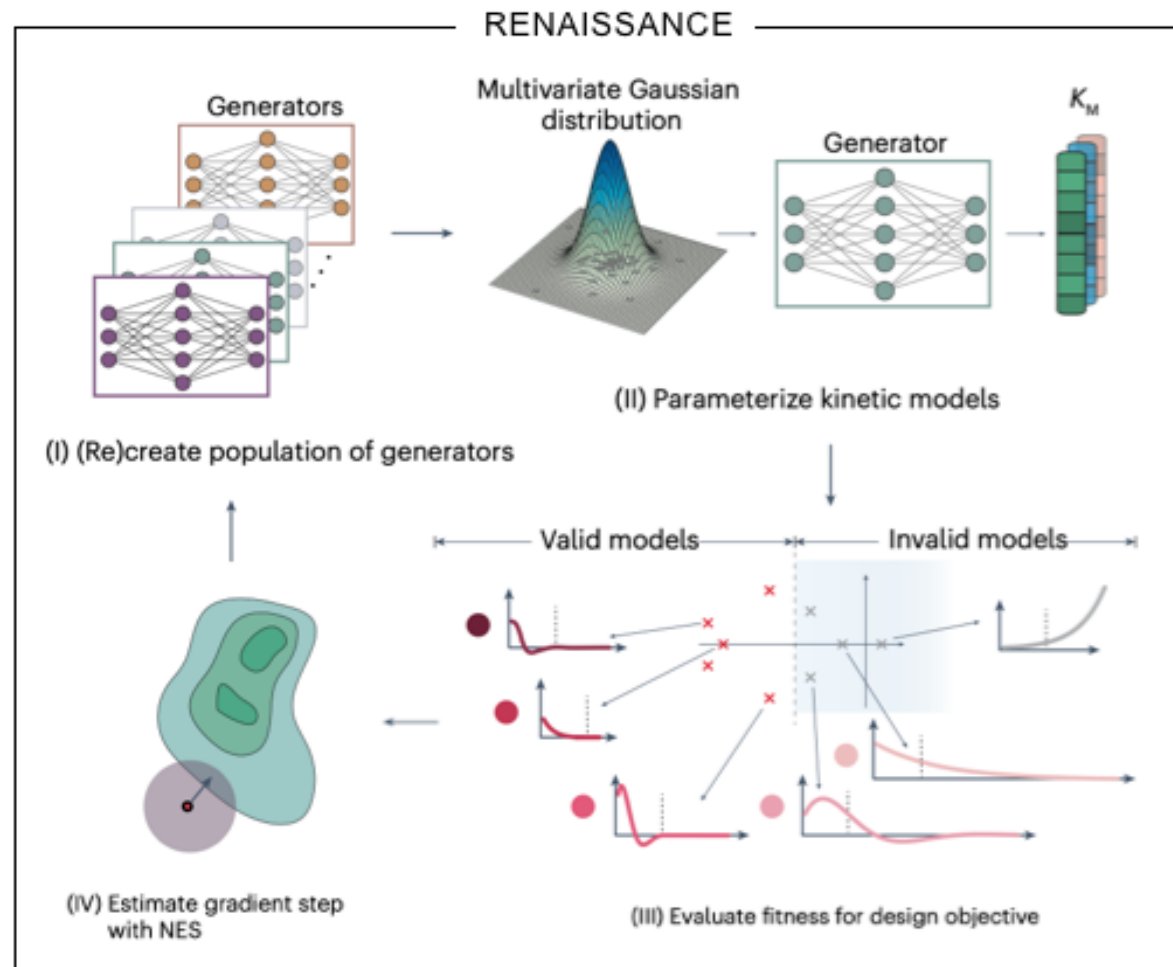 RENAISSANCE
Generators
Multivariate Gaussian
distribution
Generator
K_M
(II) Parameterize kinetic models
(I) (Re)create population of generators
Valid models
Invalid models
(IV) Estimate gradient step
with NES
(III) Evaluate fitness for design objective